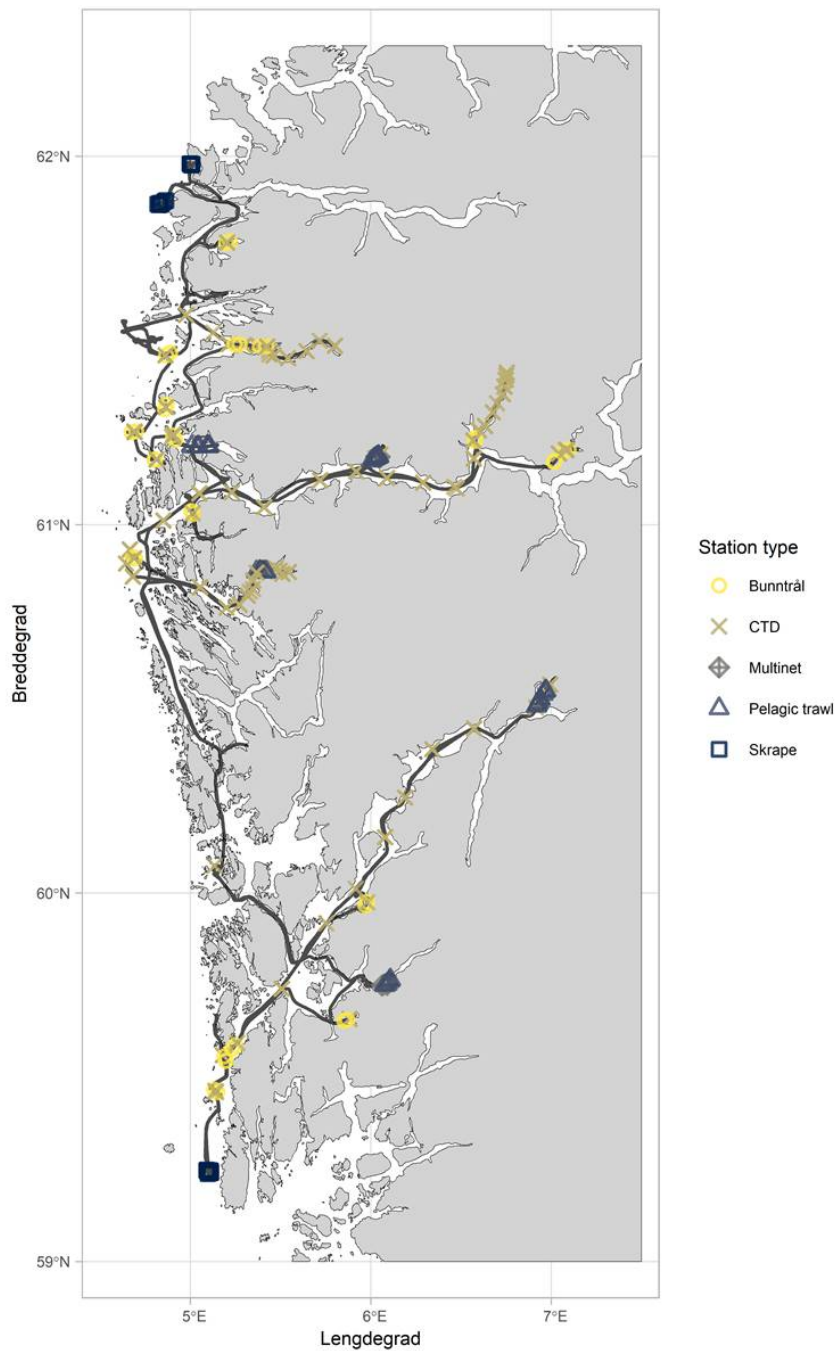 62°N
61°N
60°N
59°N
5°E
6°E
7°E
Lengdegrad
Breddegrad
Station type
Bunntrål
CTD
Multinet
Pelagic trawl
Skrape